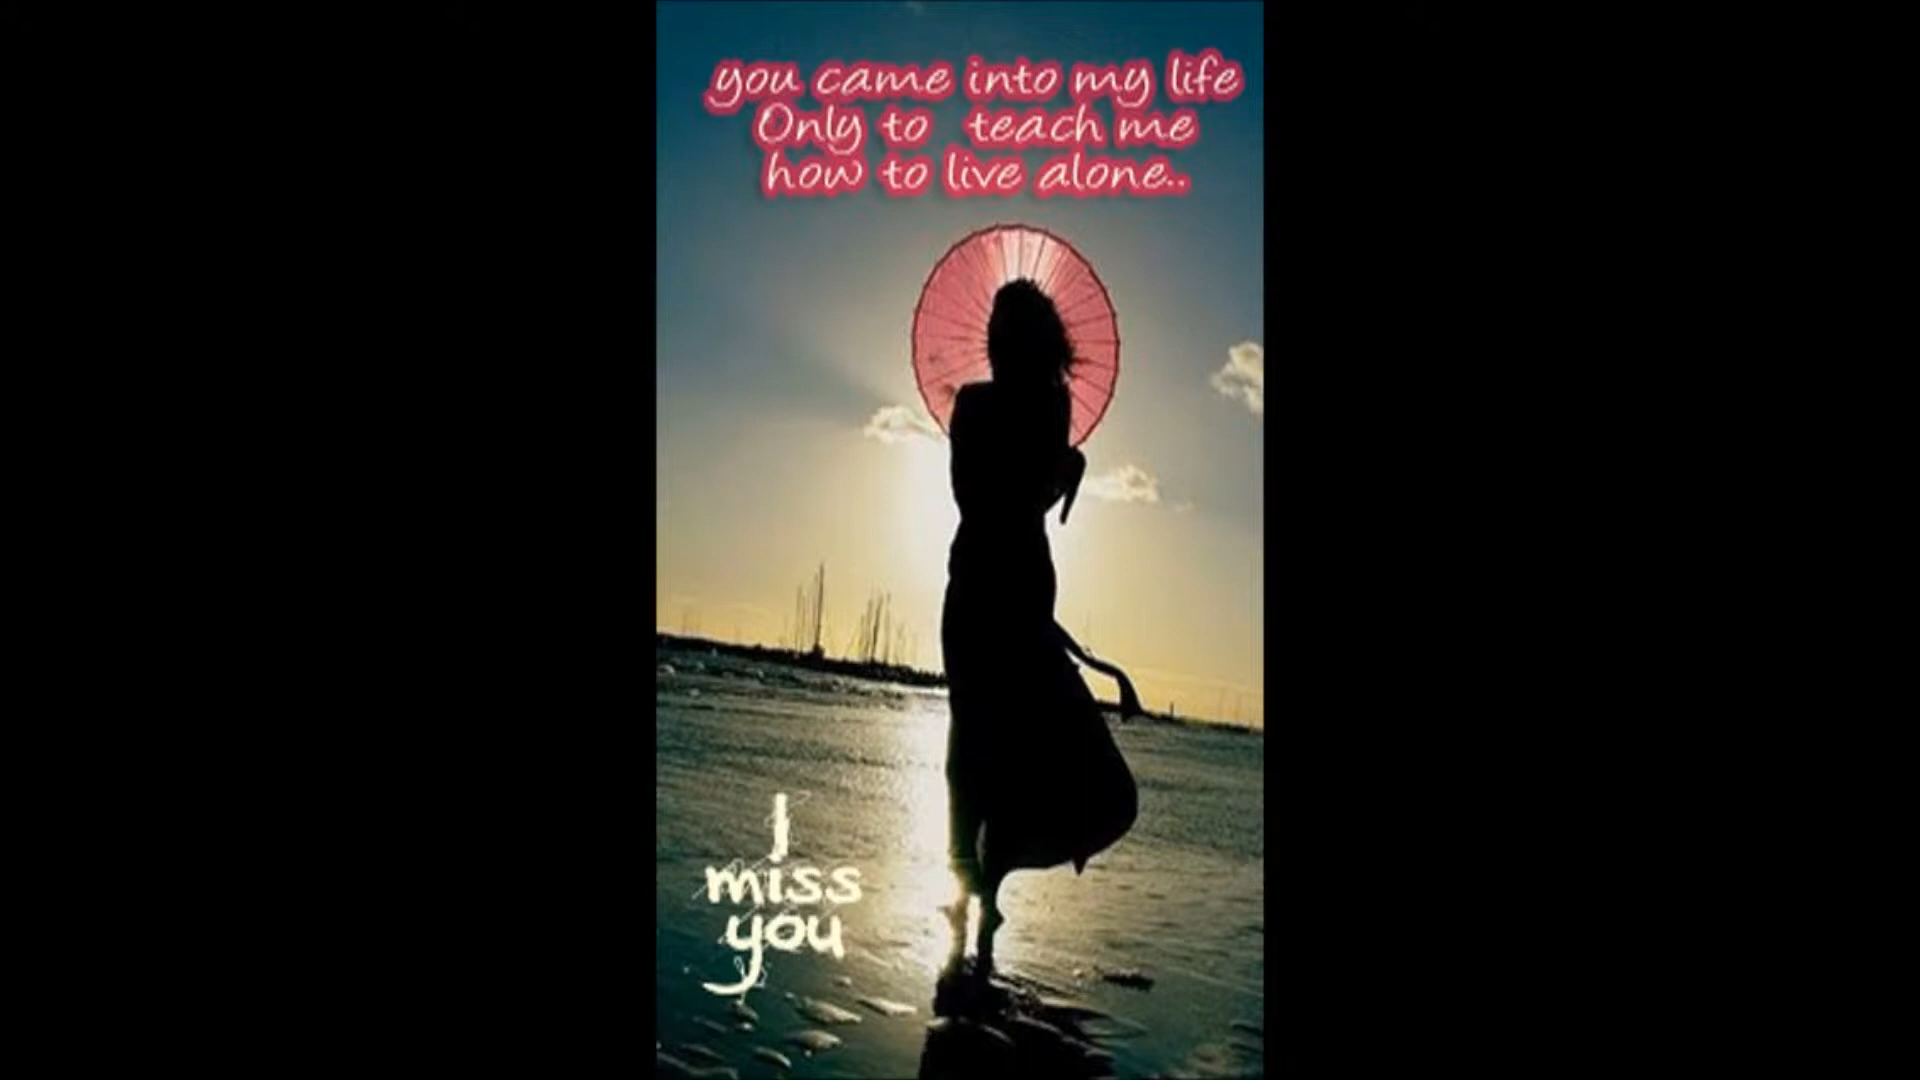 you came into my life
Only to teach me
how to live alone..
I
miss
you